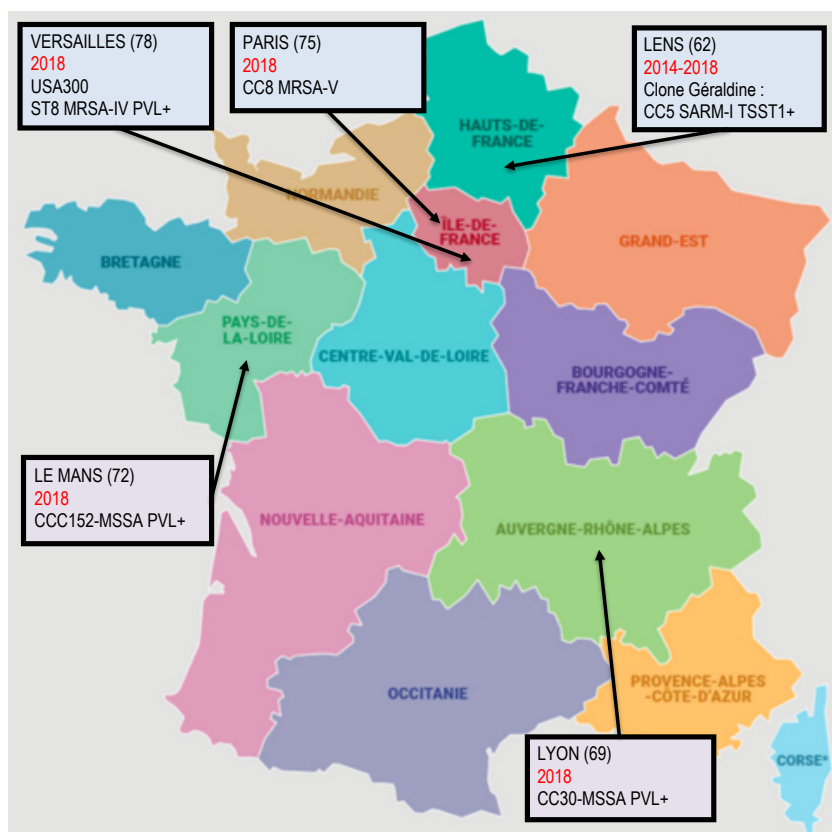 VERSAILLES (78)
2018
USA300
ST8 MRSA-IV PVL+
PARIS (75)
2018
CC8 MRSA-V
LENS (62)
2014-2018
Clone Géraldine :
CC5 SARM-I TSST1+
HAUTS-DE-
FRANCE
NORMANDIE
ÎLE-DE-
FRANCE
GRAND-EST
BRETAGNE
PAYS-DE-
LA-LOIRE
CENTRE-VAL-DE-LOIRE
BOURGOGNE-
FRANCHE-COMTÉ
LE MANS (72)
2018
CCC152-MSSA PVL+
NOUVELLE-AQUITAINE
AUVERGNE-RHÔNE-ALPES
OCCITANIE
PROVENCE-ALPES
-CÔTE-D'AZUR
LYON (69)
2018
CC30-MSSA PVL+
CORSE*